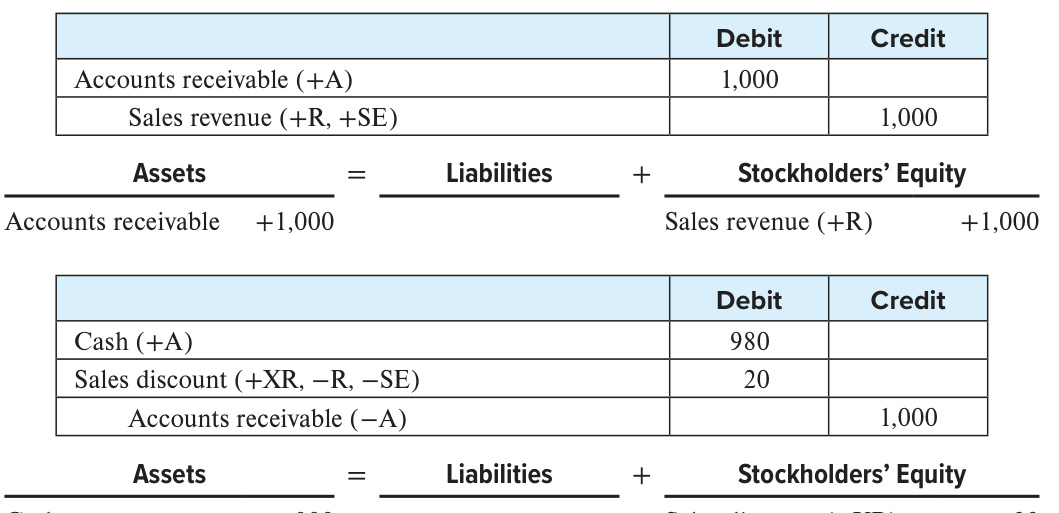 Debit Credit
Accounts receivable (+A) 1,000
Sales revenue (+R, +SE) 1,000
Assets = Liabilities + Stockholders’ Equity
Accounts receivable +1,000 Sales revenue (+R) +1,000
Debit Credit
Cash (+A) 980
Sales discount (+XR, −R, −SE) 20
Accounts receivable (−A) 1,000
Assets = Liabilities + Stockholders’ Equity